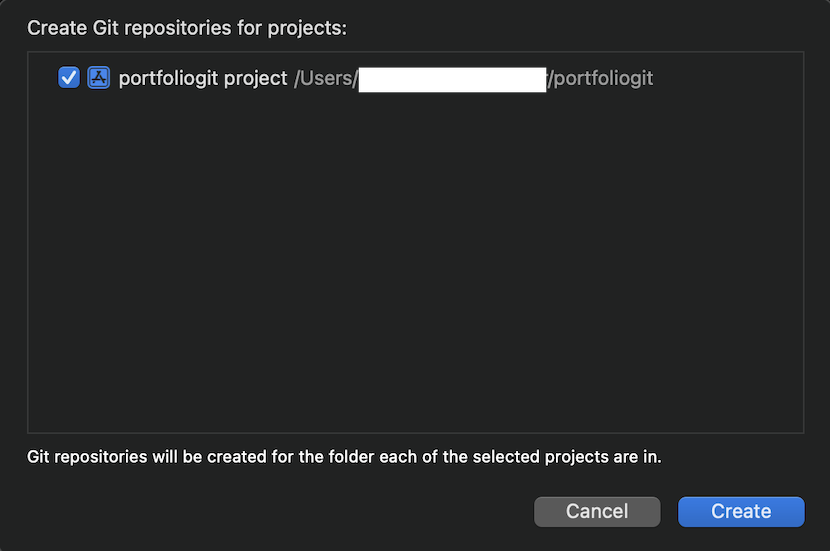 Create Git repositories for projects:
portfoliogit project /Users/ /portfoliogit
Git repositories will be created for the folder each of the selected projects are in.
Cancel Create